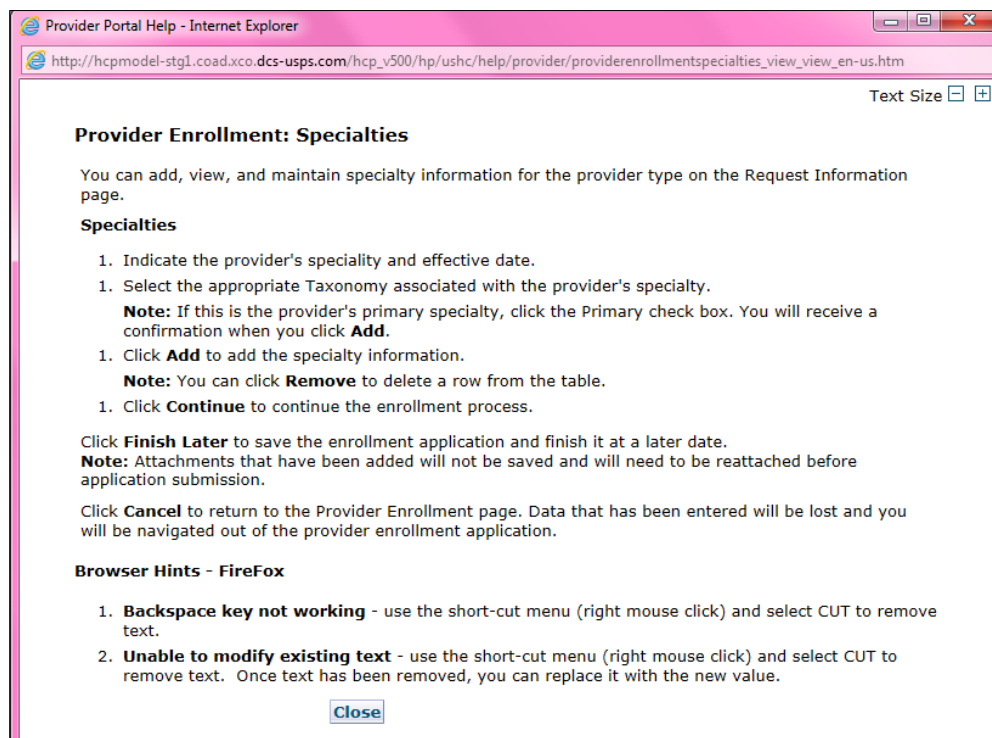 Provider Portal Help - Internet Explorer
http://hcpmodel-stg1.coad.xco.dcs-usps.com/hcp_v500/hp/ushc/help/provider/providerenrollmentspecialties_view_view_en-us.htm
Text Size
Provider Enrollment: Specialties
You can add, view, and maintain specialty information for the provider type on the Request Information
page.
Specialties
1. Indicate the provider's speciality and effective date.
1. Select the appropriate Taxonomy associated with the provider's specialty.
Note: If this is the provider's primary specialty, click the Primary check box. You will receive a
confirmation when you click Add.
1. Click Add to add the specialty information.
Note: You can click Remove to delete a row from the table.
1. Click Continue to continue the enrollment process.
Click Finish Later to save the enrollment application and finish it at a later date.
Note: Attachments that have been added will not be saved and will need to be reattached before
application submission.
Click Cancel to return to the Provider Enrollment page. Data that has been entered will be lost and you
will be navigated out of the provider enrollment application.
Browser Hints - FireFox
1. Backspace key not working - use the short-cut menu (right mouse click) and select CUT to remove
text.
2. Unable to modify existing text - use the short-cut menu (right mouse click) and select CUT to
remove text. Once text has been removed, you can replace it with the new value.
Close